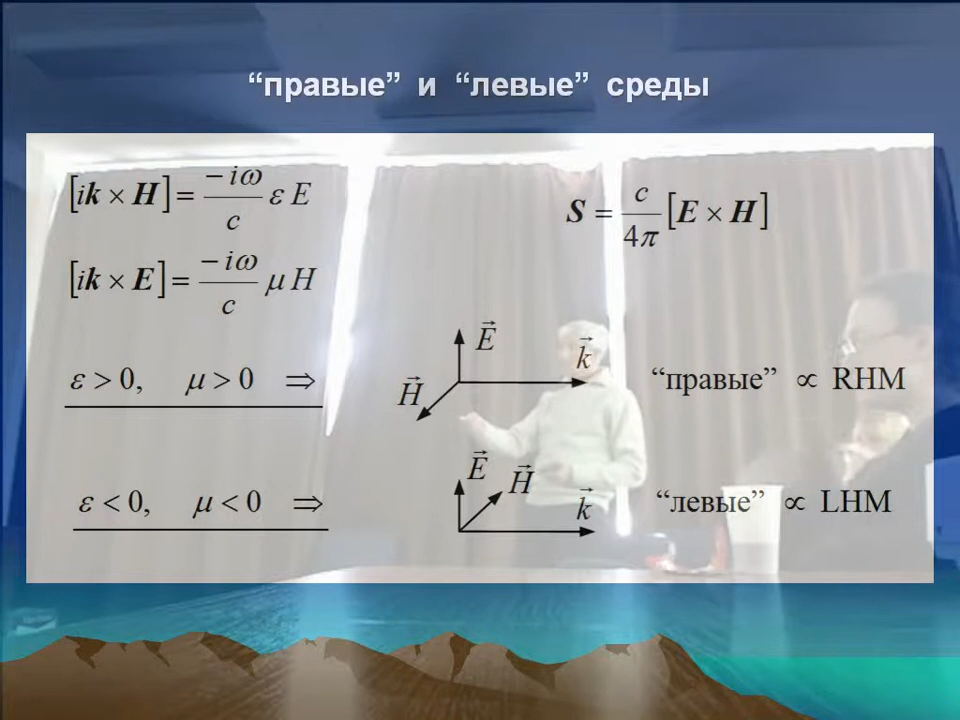 “правые” и “левые” среды
[ik × H] = −iω/c ε E
S = c/4π [E × H]
[ik × E] = −iω/c μ H
ε > 0, μ > 0 ⇒
E⃗
H⃗
k⃗
“правые” ∝ RHM
ε < 0, μ < 0 ⇒
E⃗
H⃗
k⃗
“левые” ∝ LHM